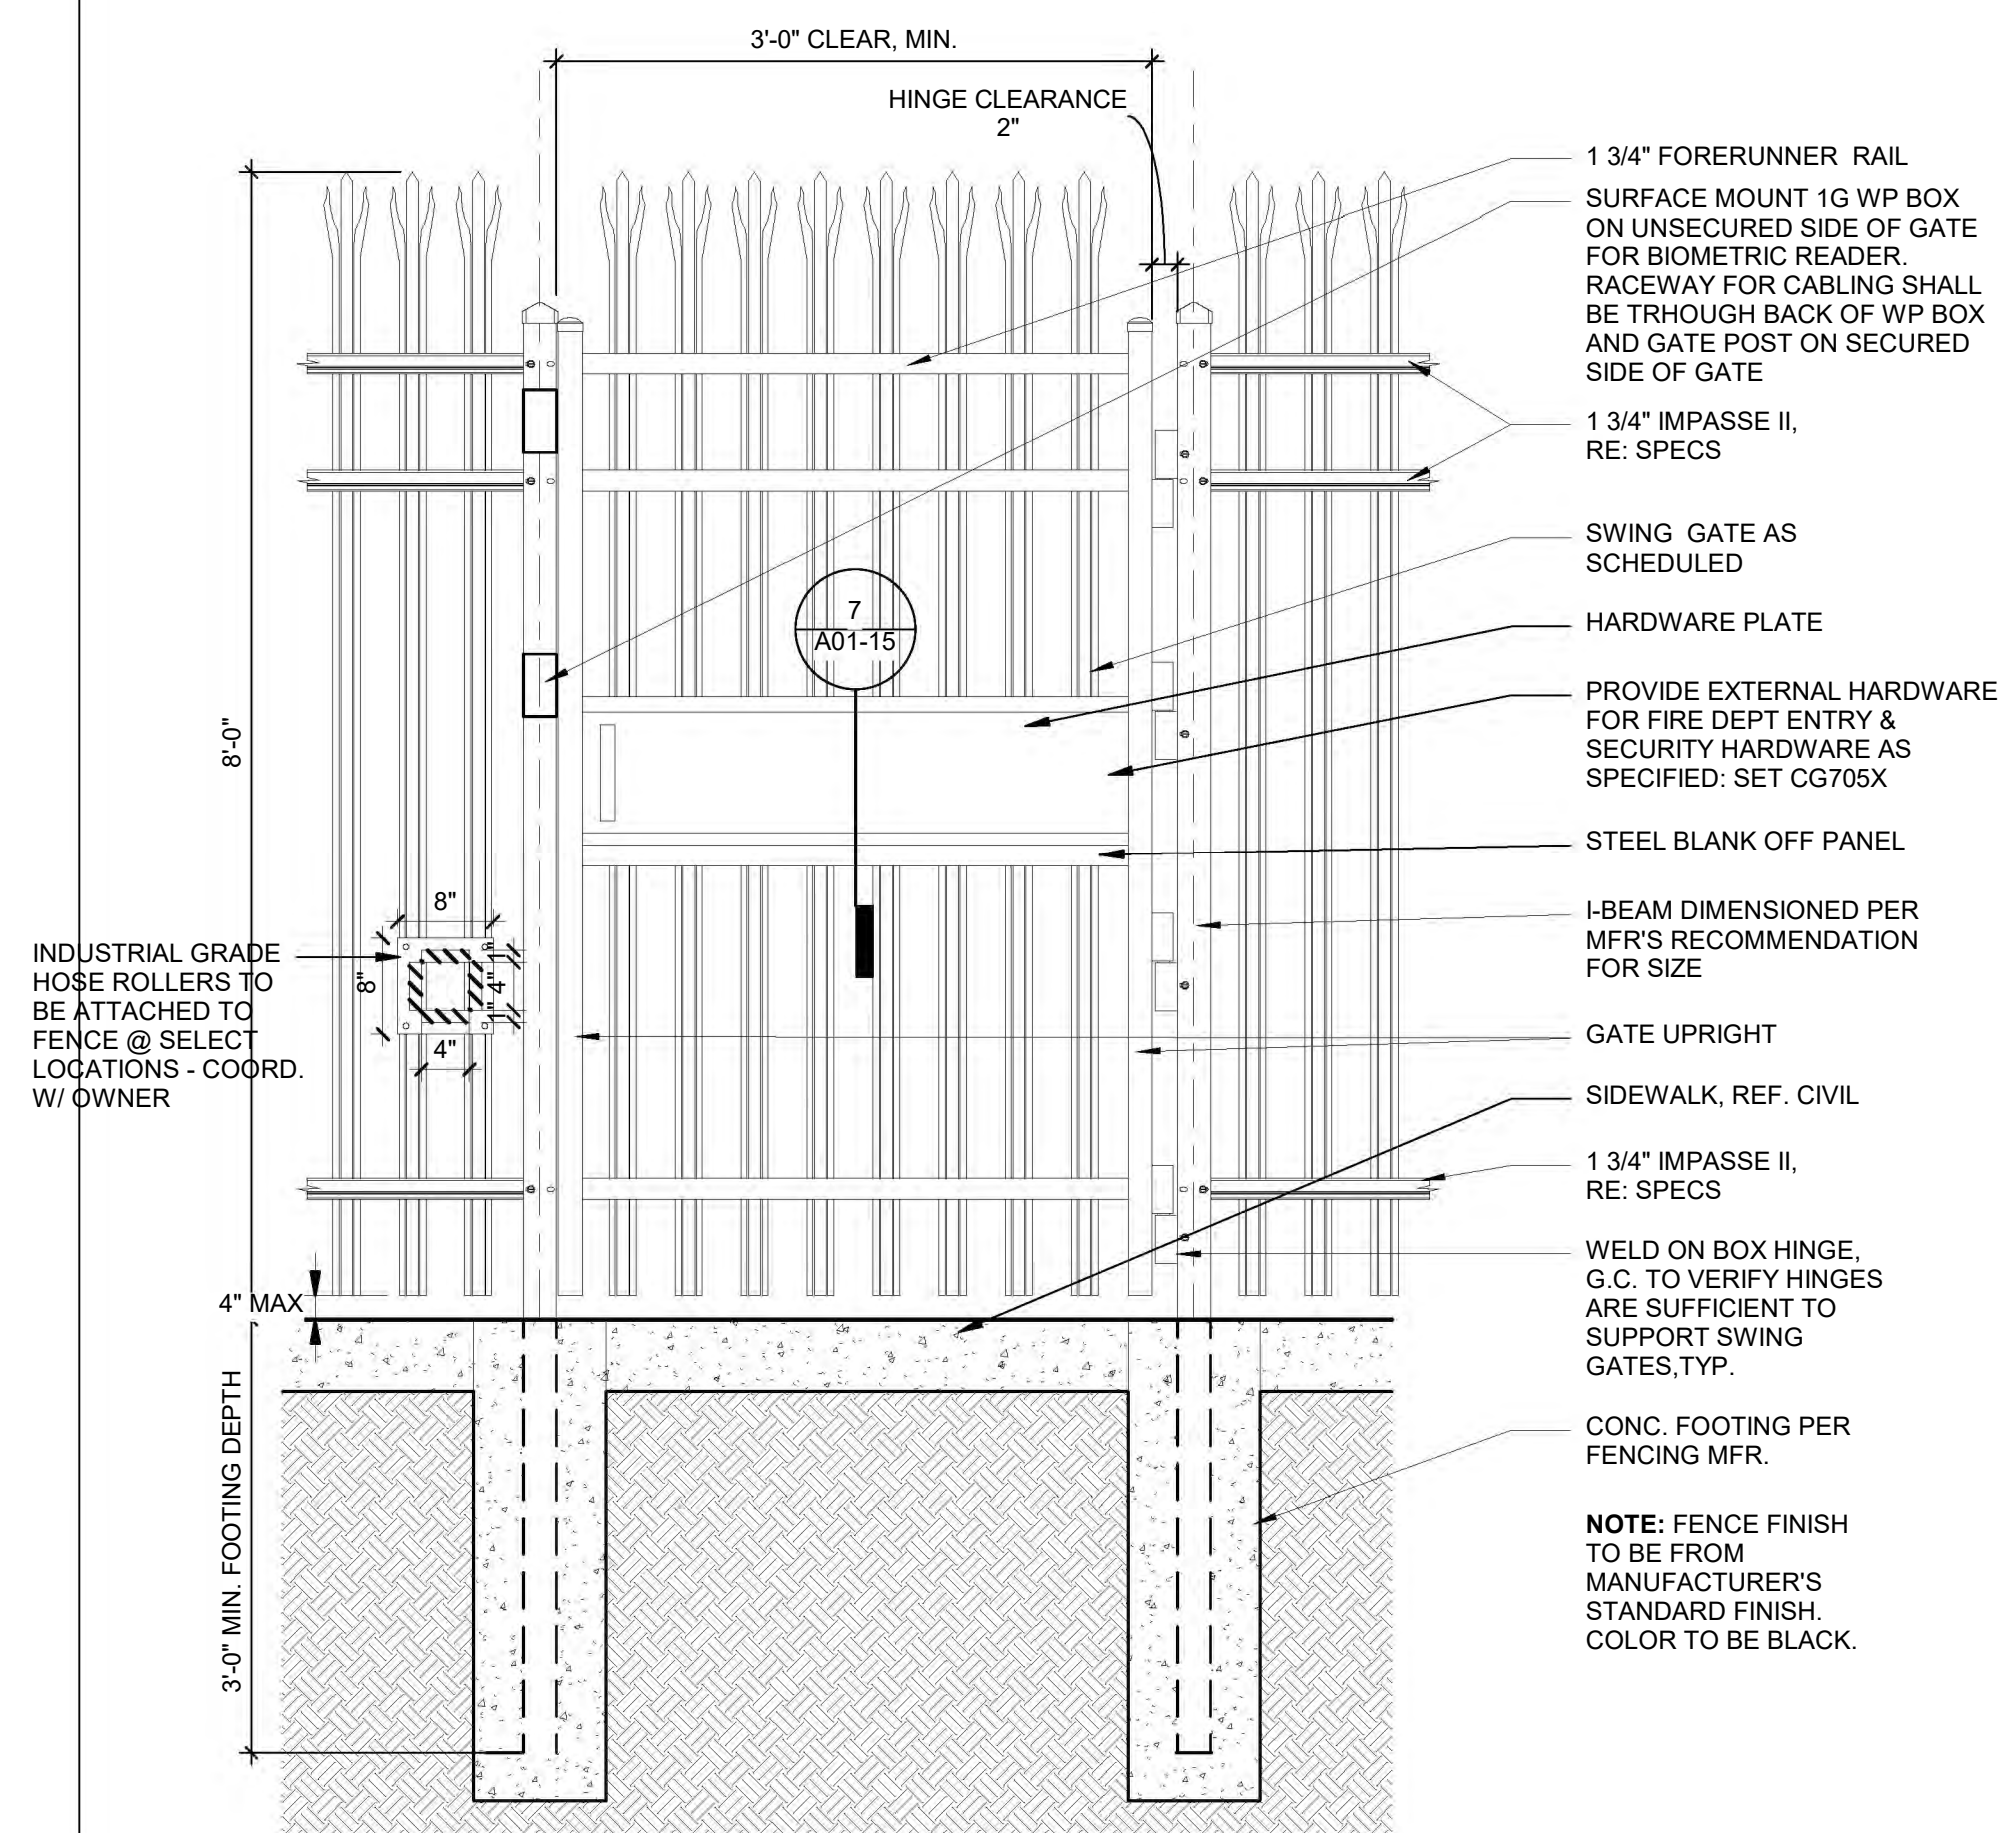 3'-0" CLEAR, MIN.
HINGE CLEARANCE
2"
1 3/4" FORERUNNER RAIL
SURFACE MOUNT 1G WP BOX
ON UNSECURED SIDE OF GATE
FOR BIOMETRIC READER.
RACEWAY FOR CABLING SHALL
BE TRHOUGH BACK OF WP BOX
AND GATE POST ON SECURED
SIDE OF GATE
1 3/4" IMPASSE II,
RE: SPECS
SWING GATE AS
SCHEDULED
HARDWARE PLATE
PROVIDE EXTERNAL HARDWARE
FOR FIRE DEPT ENTRY &
SECURITY HARDWARE AS
SPECIFIED: SET CG705X
STEEL BLANK OFF PANEL
I-BEAM DIMENSIONED PER
MFR'S RECOMMENDATION
FOR SIZE
GATE UPRIGHT
SIDEWALK, REF. CIVIL
1 3/4" IMPASSE II,
RE: SPECS
WELD ON BOX HINGE,
G.C. TO VERIFY HINGES
ARE SUFFICIENT TO
SUPPORT SWING
GATES,TYP.
CONC. FOOTING PER
FENCING MFR.
NOTE: FENCE FINISH
TO BE FROM
MANUFACTURER'S
STANDARD FINISH.
COLOR TO BE BLACK.
7
A01-15
8'-0"
8"
8"
1"
4"
1"
4"
INDUSTRIAL GRADE
HOSE ROLLERS TO
BE ATTACHED TO
FENCE @ SELECT
LOCATIONS - COORD.
W/ OWNER
4" MAX
3'-0" MIN. FOOTING DEPTH